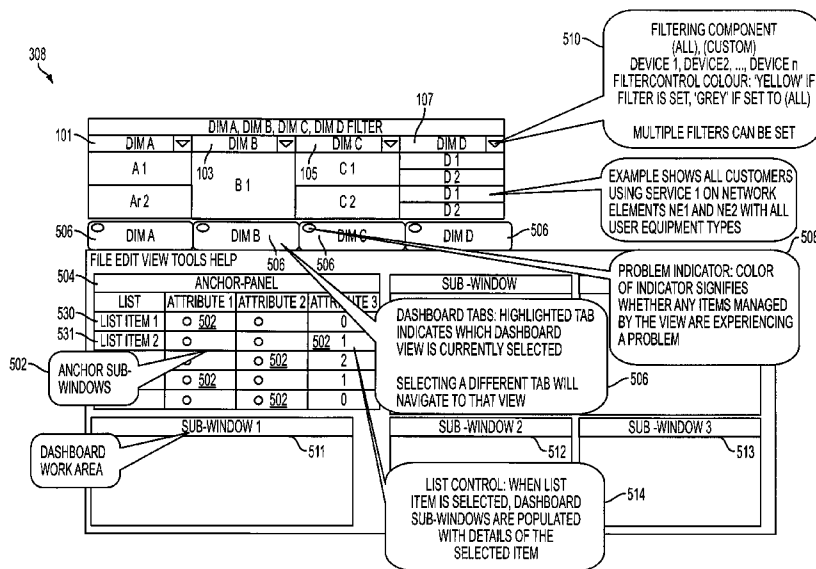 308
510
FILTERING COMPONENT
(ALL), (CUSTOM)
DEVICE 1, DEVICE2, ..., DEVICE n
FILTERCONTROL COLOUR: 'YELLOW' IF
FILTER IS SET, 'GREY' IF SET TO (ALL)
MULTIPLE FILTERS CAN BE SET
DIM A, DIM B, DIM C, DIM D FILTER
101 DIM A DIM B DIM C DIM D 107
103 105
A 1 B 1 C 1 D 1
D 2
Ar 2 C 2 D 1
D 2
EXAMPLE SHOWS ALL CUSTOMERS
USING SERVICE 1 ON NETWORK
ELEMENTS NE1 AND NE2 WITH ALL
USER EQUIPMENT TYPES
506 DIM A DIM B DIM C DIM D 506
506 506
508
FILE EDIT VIEW TOOLS HELP
504 ANCHOR-PANEL
SUB -WINDOW
PROBLEM INDICATOR: COLOR
OF INDICATOR SIGNIFIES
WHETHER ANY ITEMS MANAGED
BY THE VIEW ARE EXPERIENCING
A PROBLEM
LIST ATTRIBUTE 1 ATTRIBUTE 2 ATTRIBUTE 3
530 LIST ITEM 1 502 0
531 LIST ITEM 2 502 1
502 2
502 1
502 0
502 ANCHOR SUB-
WINDOWS
DASHBOARD TABS: HIGHLIGHTED TAB
INDICATES WHICH DASHBOARD
VIEW IS CURRENTLY SELECTED
SELECTING A DIFFERENT TAB WILL
NAVIGATE TO THAT VIEW
506
DASHBOARD
WORK AREA
SUB-WINDOW 1 SUB -WINDOW 2 SUB -WINDOW 3
511 512 513
LIST CONTROL: WHEN LIST
ITEM IS SELECTED, DASHBOARD
SUB-WINDOWS ARE POPULATED
WITH DETAILS OF THE
SELECTED ITEM
514